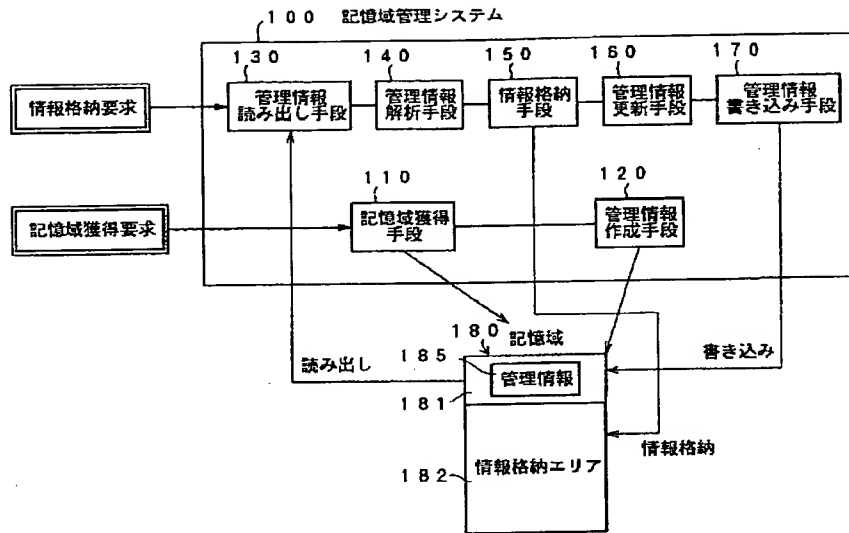 100 記憶域管理システム
130 140 150 160 170
情報格納要求
管理情報
読み出し手段
管理情報
解析手段
情報格納
手段
管理情報
更新手段
管理情報
書き込み手段
110 120
記憶域獲得要求
記憶域獲得
手段
管理情報
作成手段
180 記憶域
読み出し
185
管理情報
書き込み
181
情報格納
182
情報格納エリア